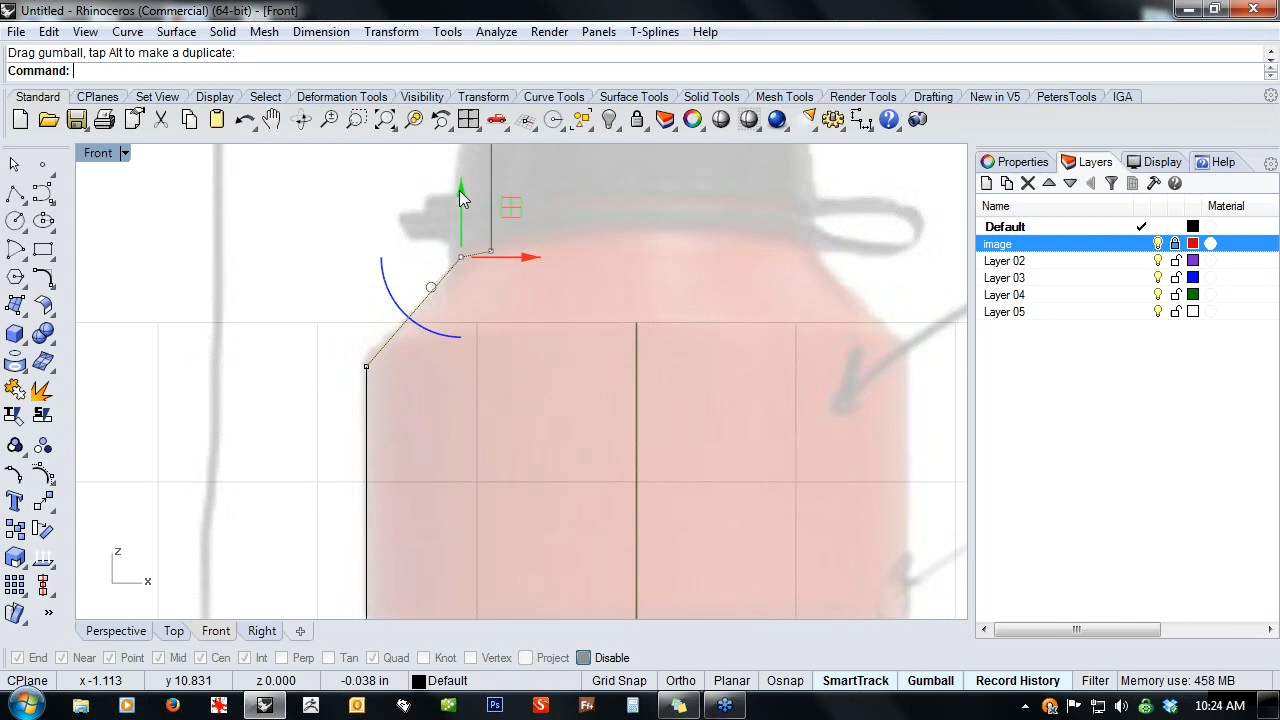 Untitled - Rhinoceros (Commercial) (64-bit) - [Front]
File Edit View Curve Surface Solid Mesh Dimension Transform Tools Analyze Render Panels T-Splines Help
Drag gumball, tap Alt to make a duplicate:
Command:
Standard CPlanes Set View Display Select Deformation Tools Visibility Transform Curve Tools Surface Tools Solid Tools Mesh Tools Render Tools Drafting New in V5 PetersTools IGA
Front
Properties Layers Display Help
Name Material
Default
image
Layer 02
Layer 03
Layer 04
Layer 05
z
x
Perspective Top Front Right
End Near Point Mid Cen Int Perp Tan Quad Knot Vertex Project Disable
CPlane x -1.113 y 10.831 z 0.000 -0.038 in Default Grid Snap Ortho Planar Osnap SmartTrack Gumball Record History Filter Memory use: 458 MB
10:24 AM